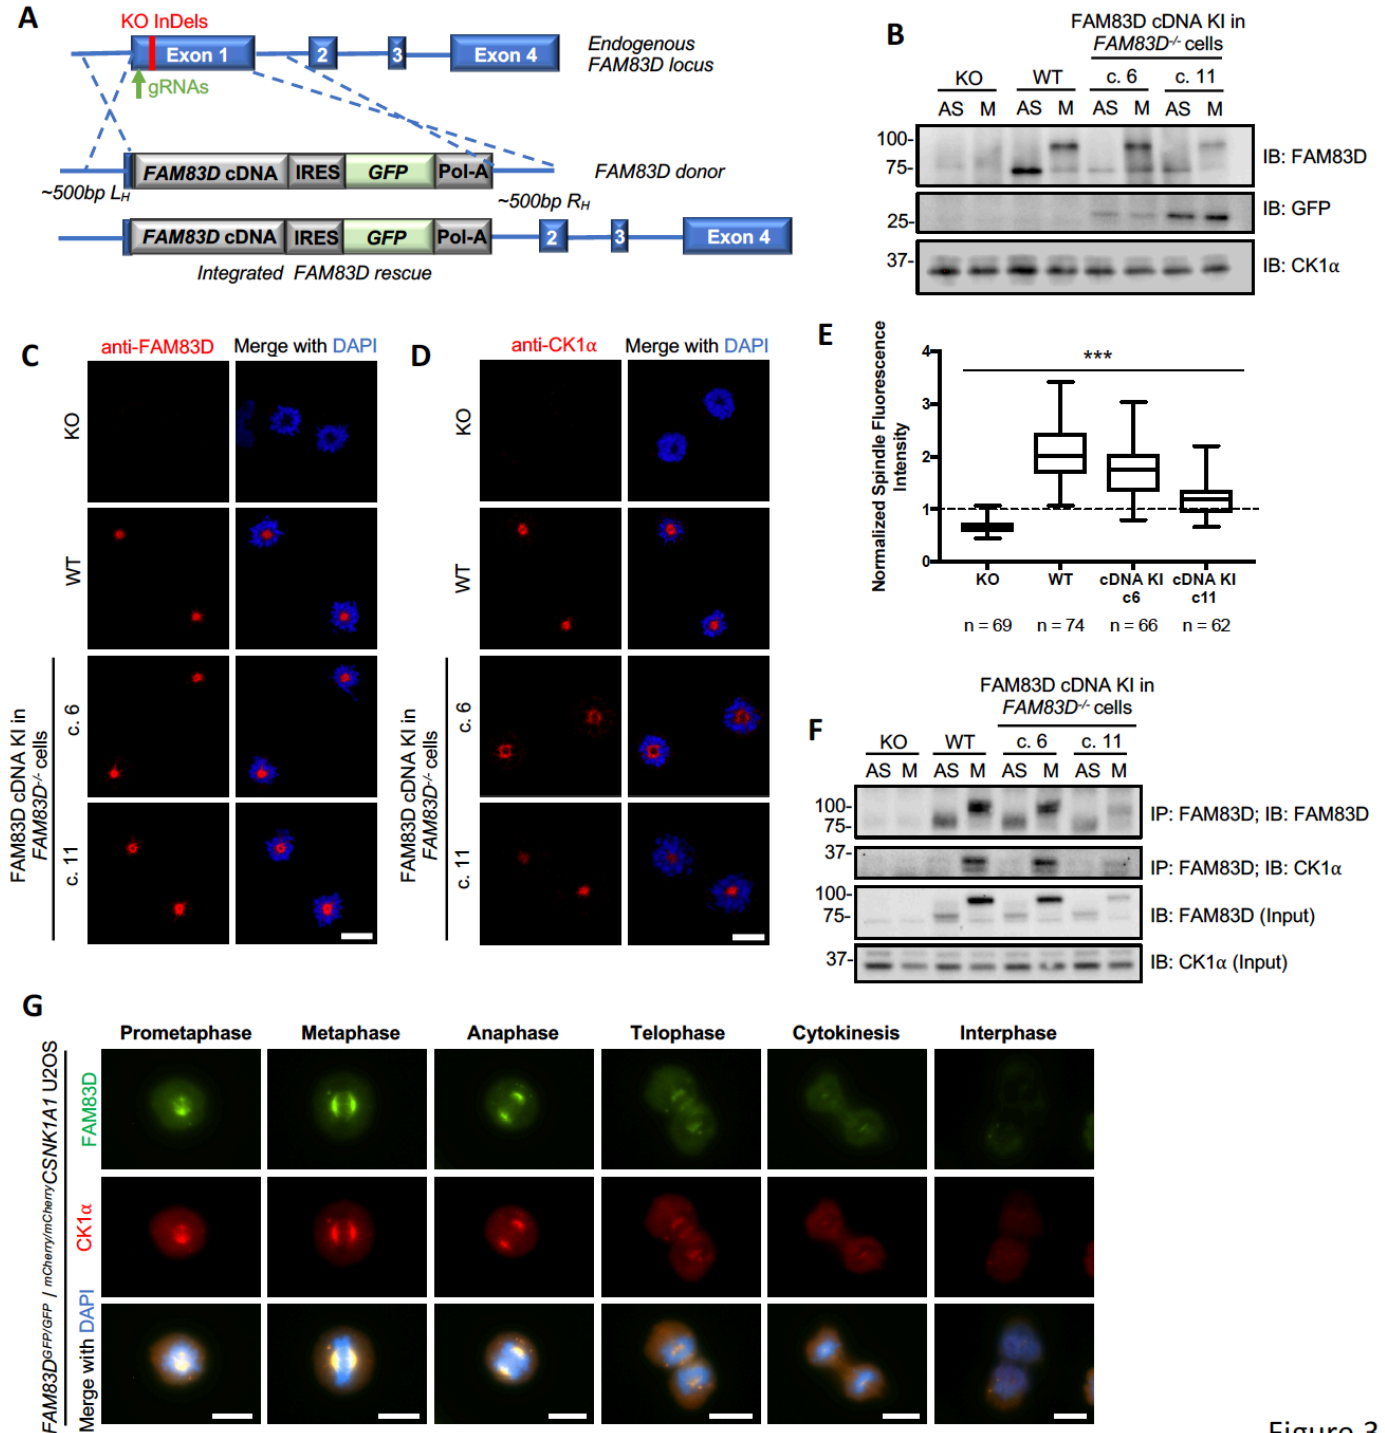 A
KO InDels
Exon 1
2
3
Exon 4
Endogenous
FAM83D locus
gRNAs
FAM83D cDNA
IRES
GFP
Pol-A
FAM83D donor
~500bp LH
~500bp RH
FAM83D cDNA
IRES
GFP
Pol-A
2
3
Exon 4
Integrated FAM83D rescue
B
FAM83D cDNA KI in
FAM83D-/- cells
KO
WT
c. 6
c. 11
AS M AS M AS M AS M
100-
75-
IB: FAM83D
25-
IB: GFP
37-
IB: CK1α
C
anti-FAM83D
Merge with DAPI
KO
WT
FAM83D cDNA KI in
FAM83D-/- cells
c. 6
c. 11
D
anti-CK1α
Merge with DAPI
KO
WT
FAM83D cDNA KI in
FAM83D-/- cells
c. 6
c. 11
E
Normalized Spindle Fluorescence
Intensity
4
3
2
1
0
***
KO
WT
cDNA KI
c6
cDNA KI
c11
n = 69
n = 74
n = 66
n = 62
F
FAM83D cDNA KI in
FAM83D-/- cells
KO
WT
c. 6
c. 11
AS M AS M AS M AS M
100-
75-
IP: FAM83D; IB: FAM83D
37-
IP: FAM83D; IB: CK1α
100-
75-
IB: FAM83D (Input)
37-
IB: CK1α (Input)
G
Prometaphase
Metaphase
Anaphase
Telophase
Cytokinesis
Interphase
FAM83DGFP/GFP / mCherry/mCherryCSNK1A1 U2OS
FAM83D
CK1α
Merge with DAPI
Figure 3